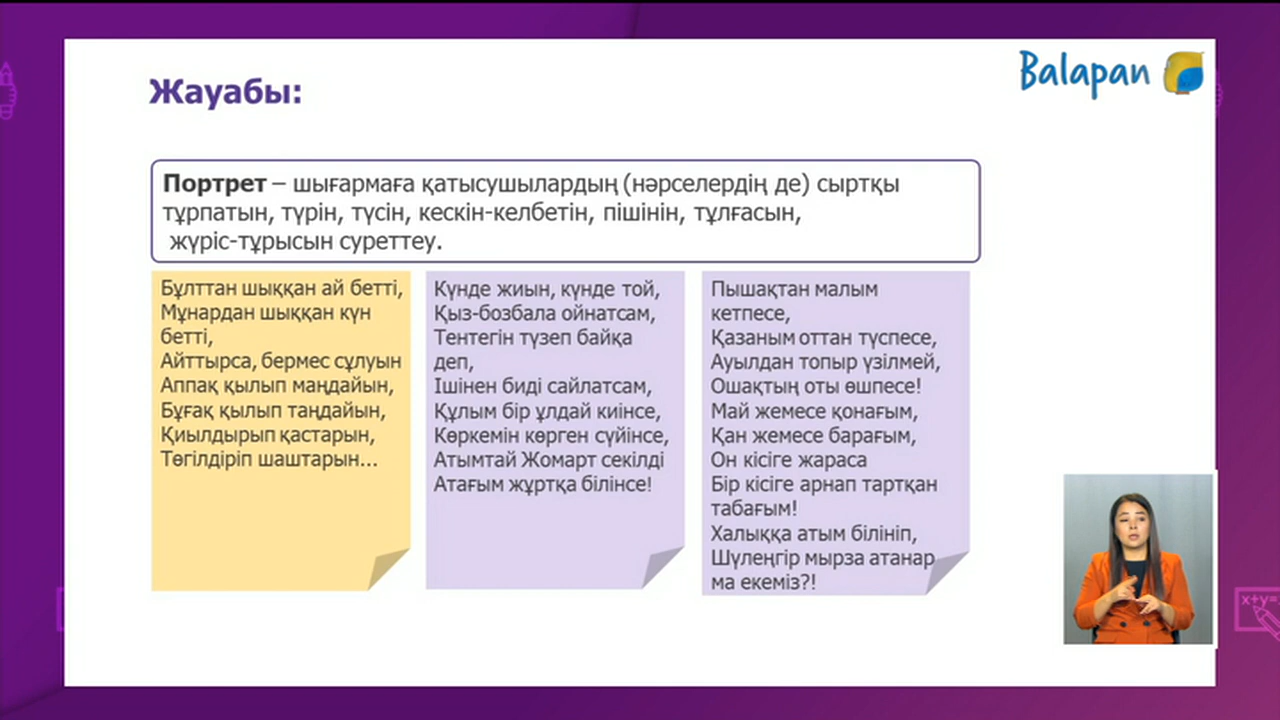 Balapan
Жауабы:
Портрет – шығармаға қатысушылардың (нәрселердің де) сыртқы
тұрпатын, түрін, түсін, кескін-келбетін, пішінін, тұлғасын,
жүріс-тұрысын суреттеу.
Бұлттан шыққан ай бетті,
Мұнардан шыққан күн
бетті,
Айттырса, бермес сұлуын
Аппақ қылып маңдайын,
Бұғақ қылып таңдайын,
Қиылдырып қастарын,
Төгілдіріп шаштарын...
Күнде жиын, күнде той,
Қыз-бозбала ойнатсам,
Тентегін түзеп байқа
деп,
Ішінен биді сайлатсам,
Құлым бір ұлдай киінсе,
Көркемін көрген сүйінсе,
Атымтай Жомарт секілді
Атағым жұртқа білінсе!
Пышақтан малым
кетпесе,
Қазаным оттан түспесе,
Ауылдан топыр үзілмей,
Ошақтың оты өшпесе!
Май жемесе қонағым,
Қан жемесе барағым,
Он кісіге жараса
Бір кісіге арнап тартқан
табағым!
Халыққа атым білініп,
Шүлеңгір мырза атанар
ма екеміз?!
x+y=